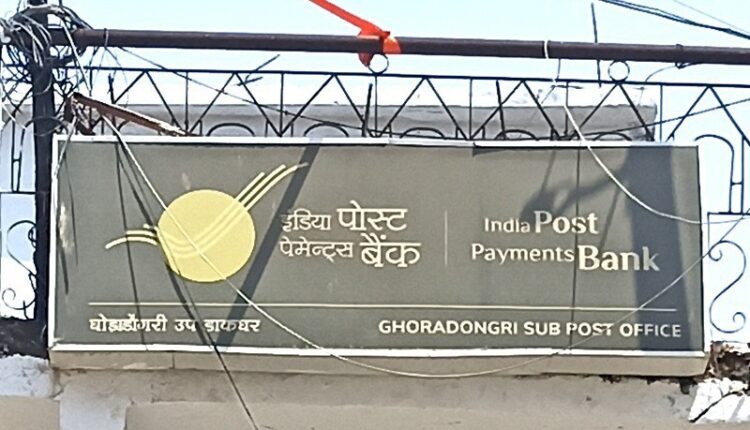 इंडिया पोस्ट
पेमेन्ट्स बैंक
India Post
Payments Bank
घोड़ाडोंगरी उप डाकघर
GHORADONGRI SUB POST OFFICE